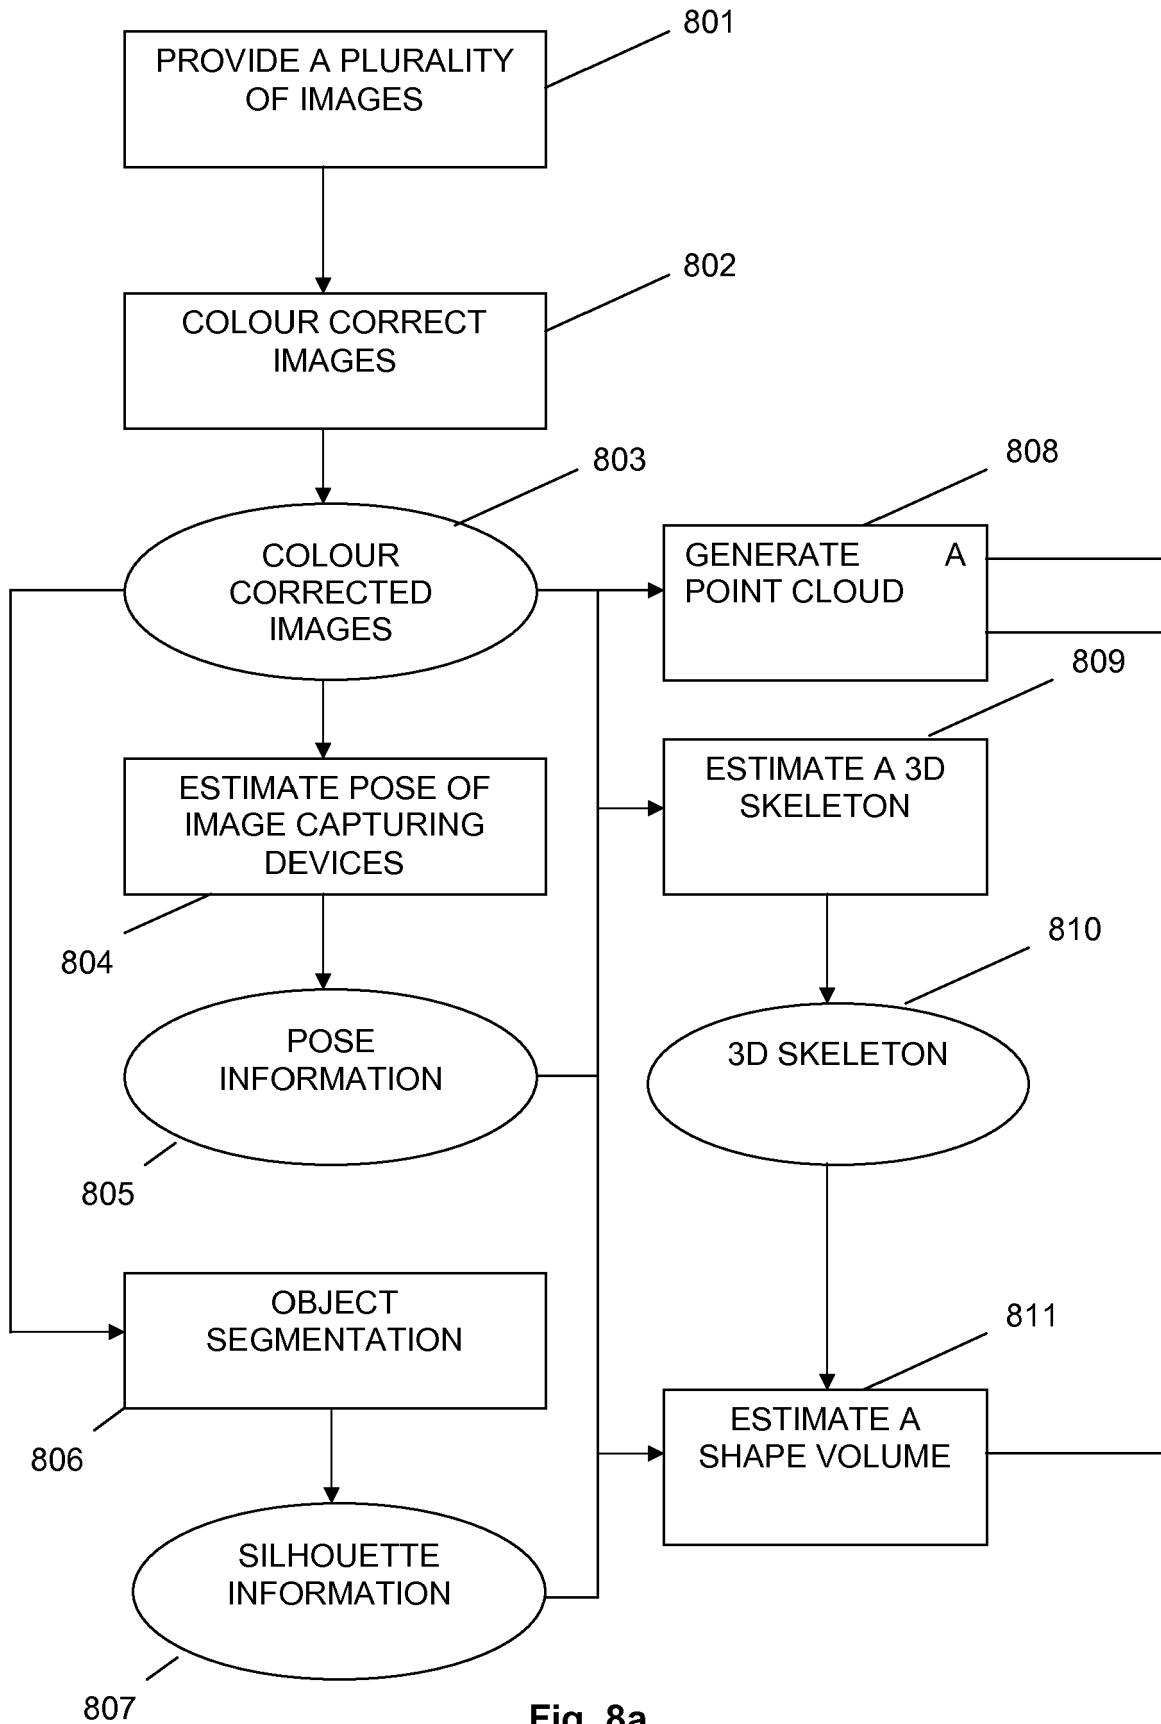 801
PROVIDE A PLURALITY
OF IMAGES
802
COLOUR CORRECT
IMAGES
803
COLOUR
CORRECTED
IMAGES
808
GENERATE A
POINT CLOUD
809
ESTIMATE A 3D
SKELETON
ESTIMATE POSE OF
IMAGE CAPTURING
DEVICES
804
810
3D SKELETON
POSE
INFORMATION
805
OBJECT
SEGMENTATION
806
811
ESTIMATE A
SHAPE VOLUME
SILHOUETTE
INFORMATION
807
Fig. 8a